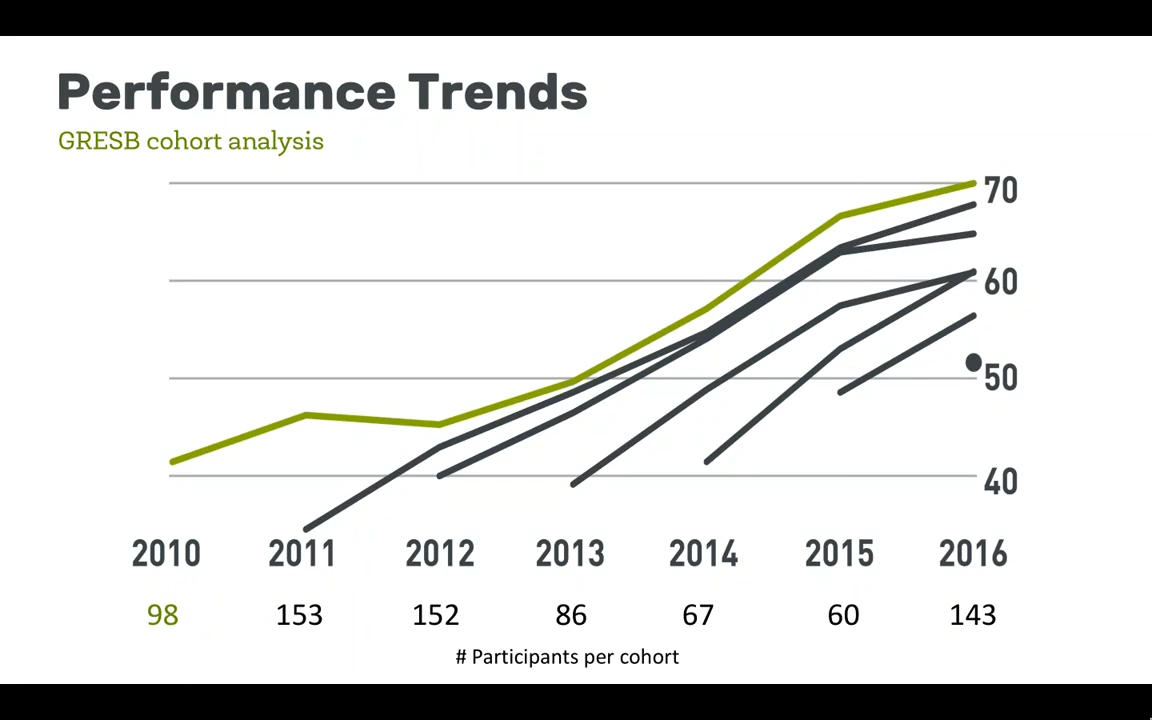 Performance Trends
GRESB cohort analysis
70
60
50
40
2010 2011 2012 2013 2014 2015 2016
98 153 152 86 67 60 143
# Participants per cohort